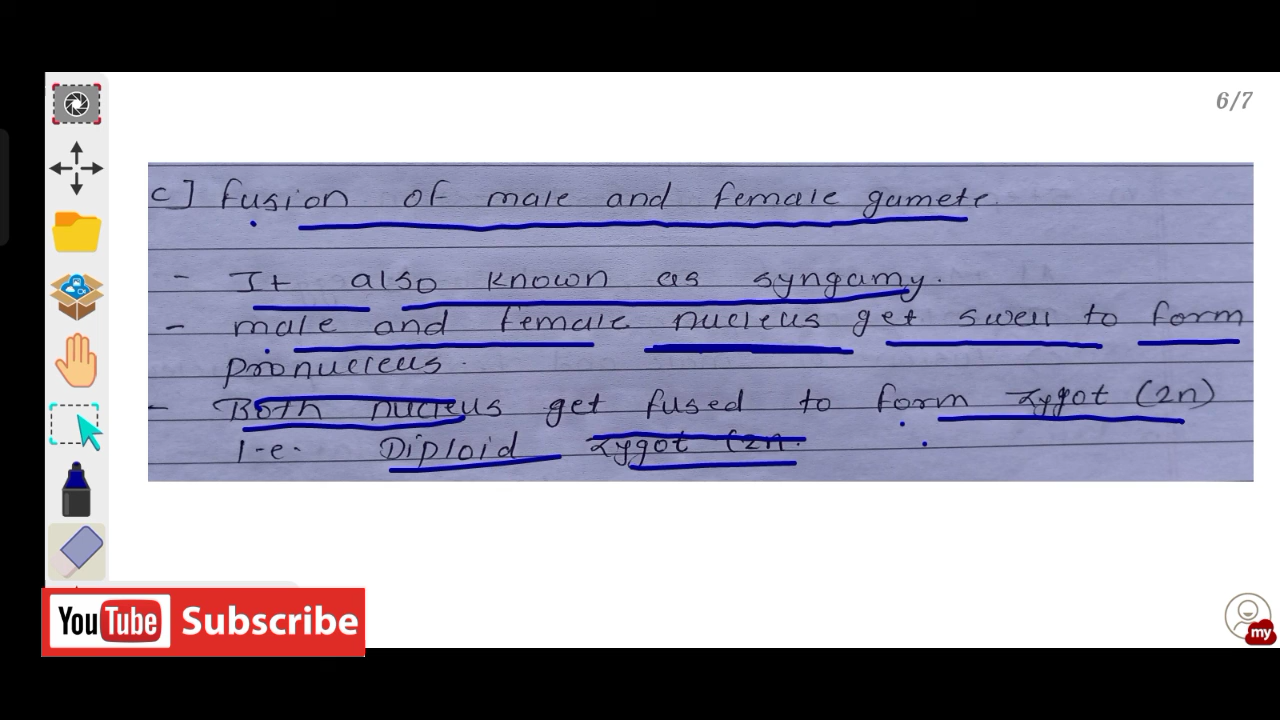 6/7
c] fusion of male and female gamete
- It also known as syngamy.
- male and female nucleus get swell to form
pronucleus.
- Both nucleus get fused to form zygot (2n)
i.e. Diploid zygot (2n.
YouTube Subscribe
my